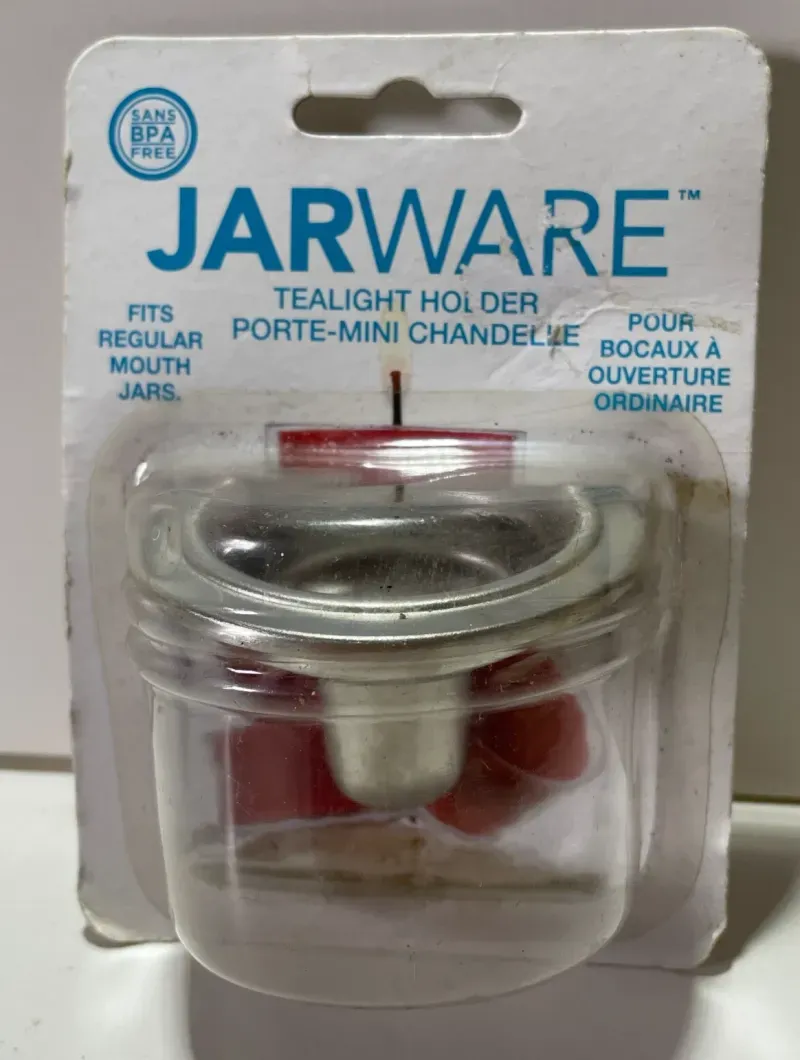 SANS
BPA
FREE
JARWARE™
TEALIGHT HOLDER
PORTE-MINI CHANDELLE
FITS
REGULAR
MOUTH
JARS.
POUR
BOCAUX À
OUVERTURE
ORDINAIRE